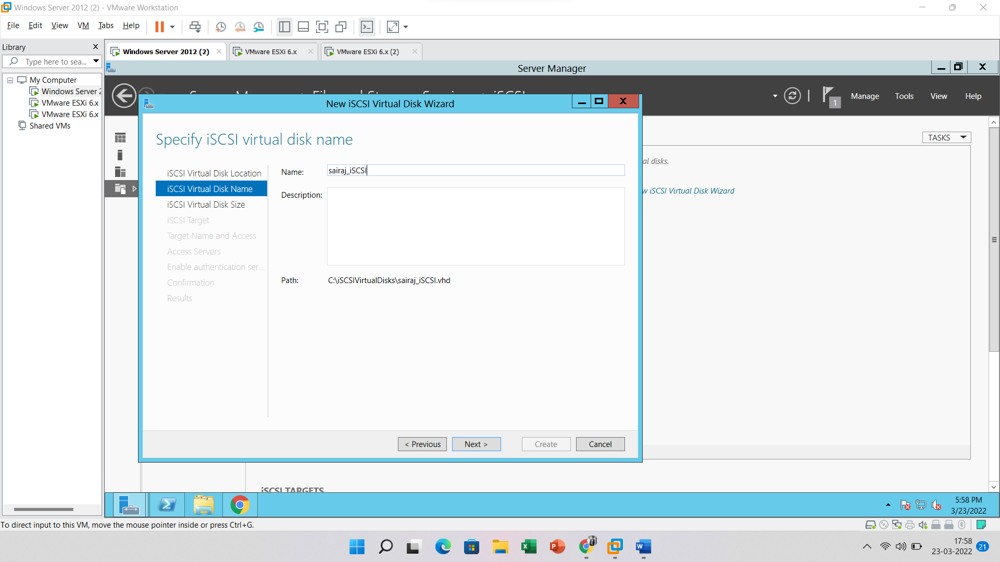 Windows Server 2012 (2) - VMware Workstation
File Edit View VM Tabs Help
Library
Type here to sea...
My Computer
Windows Server 2
VMware ESXi 6.x
VMware ESXi 6.x
Shared VMs
Windows Server 2012 (2)
VMware ESXi 6.x
VMware ESXi 6.x (2)
Server Manager
1
Manage Tools View Help
TASKS
al disks.
w iSCSI Virtual Disk Wizard
New iSCSI Virtual Disk Wizard
Specify iSCSI virtual disk name
iSCSI Virtual Disk Location
iSCSI Virtual Disk Name
iSCSI Virtual Disk Size
iSCSI Target
Target Name and Access
Access Servers
Enable authentication ser...
Confirmation
Results
Name: sairaj_iSCSI
Description:
Path: C:\iSCSIVirtualDisks\sairaj_iSCSI.vhd
< Previous Next > Create Cancel
iSCSI TARGETS
5:58 PM
3/23/2022
To direct input to this VM, move the mouse pointer inside or press Ctrl+G.
17:58
23-03-2022
21